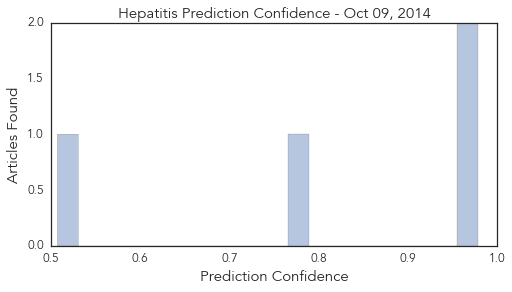 Hepatitis Prediction Confidence - Oct 09, 2014
2.0
1.5
1.0
0.5
0.0
Articles Found
0.5 0.6 0.7 0.8 0.9 1.0
Prediction Confidence